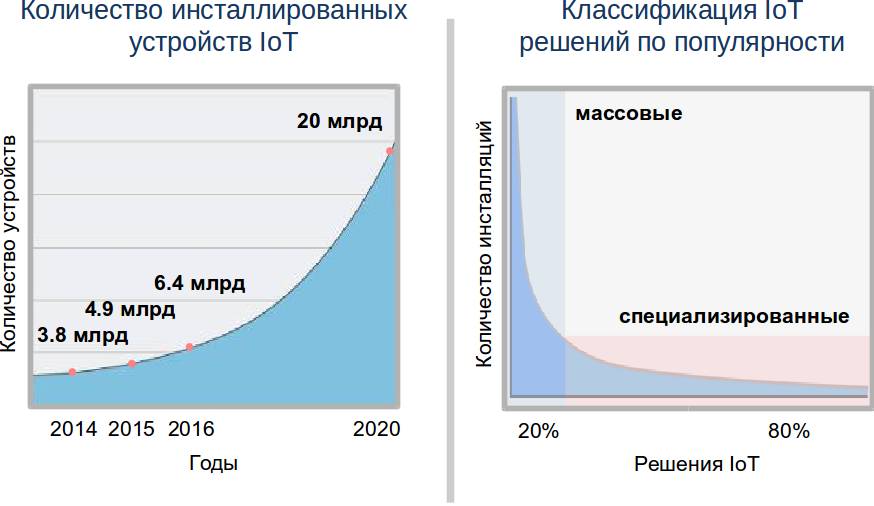 Количество инсталлированных
устройств IoT
Количество устройств
20 млрд
6.4 млрд
4.9 млрд
3.8 млрд
2014 2015 2016 2020
Годы
Классификация IoT
решений по популярности
Количество инсталляций
массовые
специализированные
20% 80%
Решения IoT